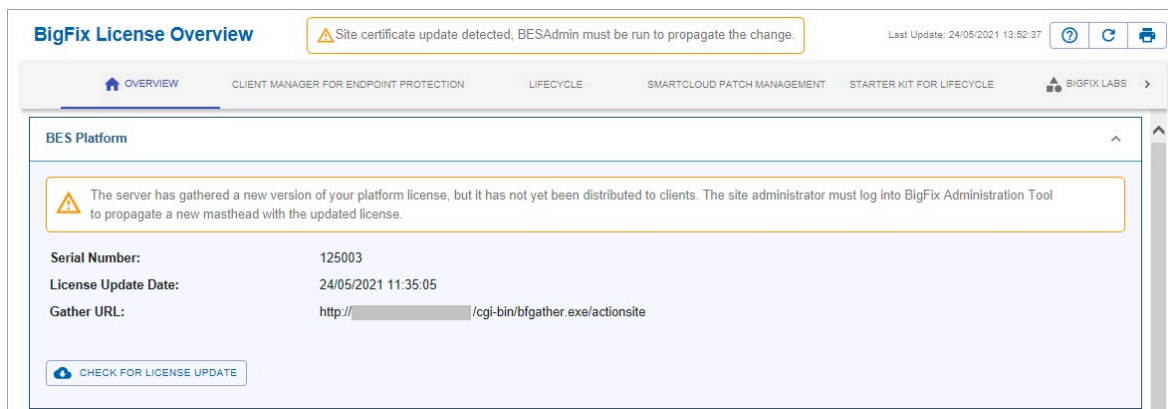 BigFix License Overview
Site certificate update detected, BESAdmin must be run to propagate the change.
Last Update: 24/05/2021 13:52:37
OVERVIEW
CLIENT MANAGER FOR ENDPOINT PROTECTION
LIFECYCLE
SMARTCLOUD PATCH MANAGEMENT
STARTER KIT FOR LIFECYCLE
BIGFIX LABS
BES Platform
The server has gathered a new version of your platform license, but it has not yet been distributed to clients. The site administrator must log into BigFix Administration Tool
to propagate a new masthead with the updated license.
Serial Number: 125003
License Update Date: 24/05/2021 11:35:05
Gather URL: http:// /cgi-bin/bfgather.exe/actionsite
CHECK FOR LICENSE UPDATE